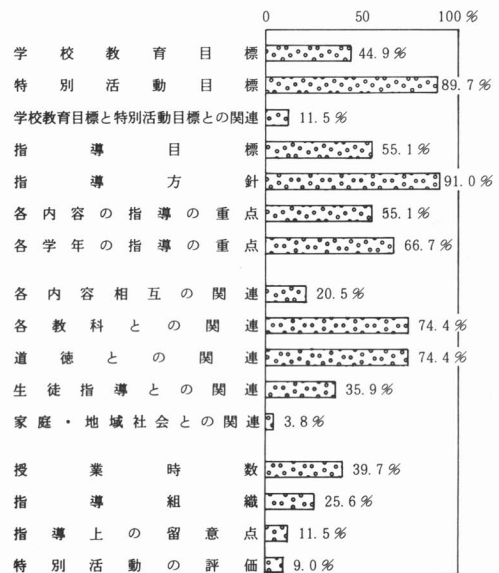 0 50 100 %
学校教育目標 44.9%
特別活動目標 89.7%
学校教育目標と特別活動目標との関連 11.5%
指導目標 55.1%
指導方針 91.0%
各内容の指導の重点 55.1%
各学年の指導の重点 66.7%
各内容相互の関連 20.5%
各教科との関連 74.4%
道徳との関連 74.4%
生徒指導との関連 35.9%
家庭・地域社会との関連 3.8%
授業時数 39.7%
指導組織 25.6%
指導上の留意点 11.5%
特別活動の評価 9.0%